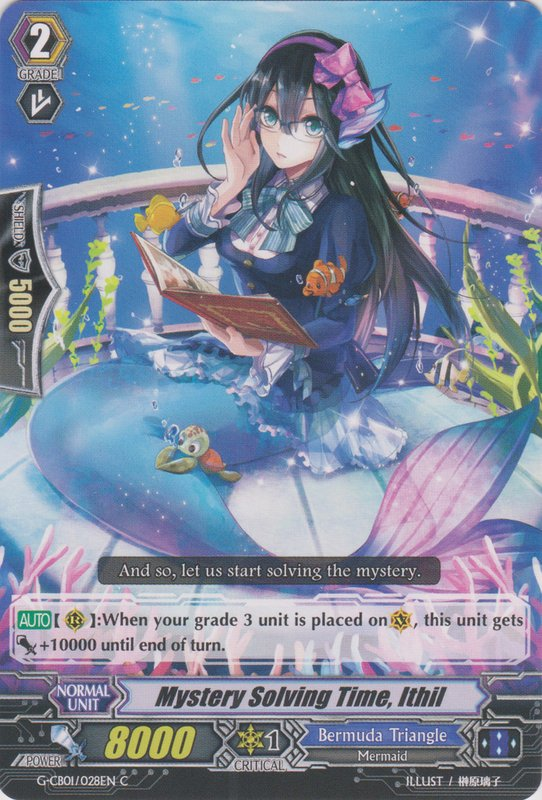 2
GRADE
SHIELD
5000
And so, let us start solving the mystery.
AUTO【 R 】:When your grade 3 unit is placed on V, this unit gets
+10000 until end of turn.
NORMAL
UNIT
Mystery Solving Time, Ithil
POWER
8000
1
CRITICAL
Bermuda Triangle
Mermaid
G-CB01/028EN C
ILLUST / 榊原瑞子